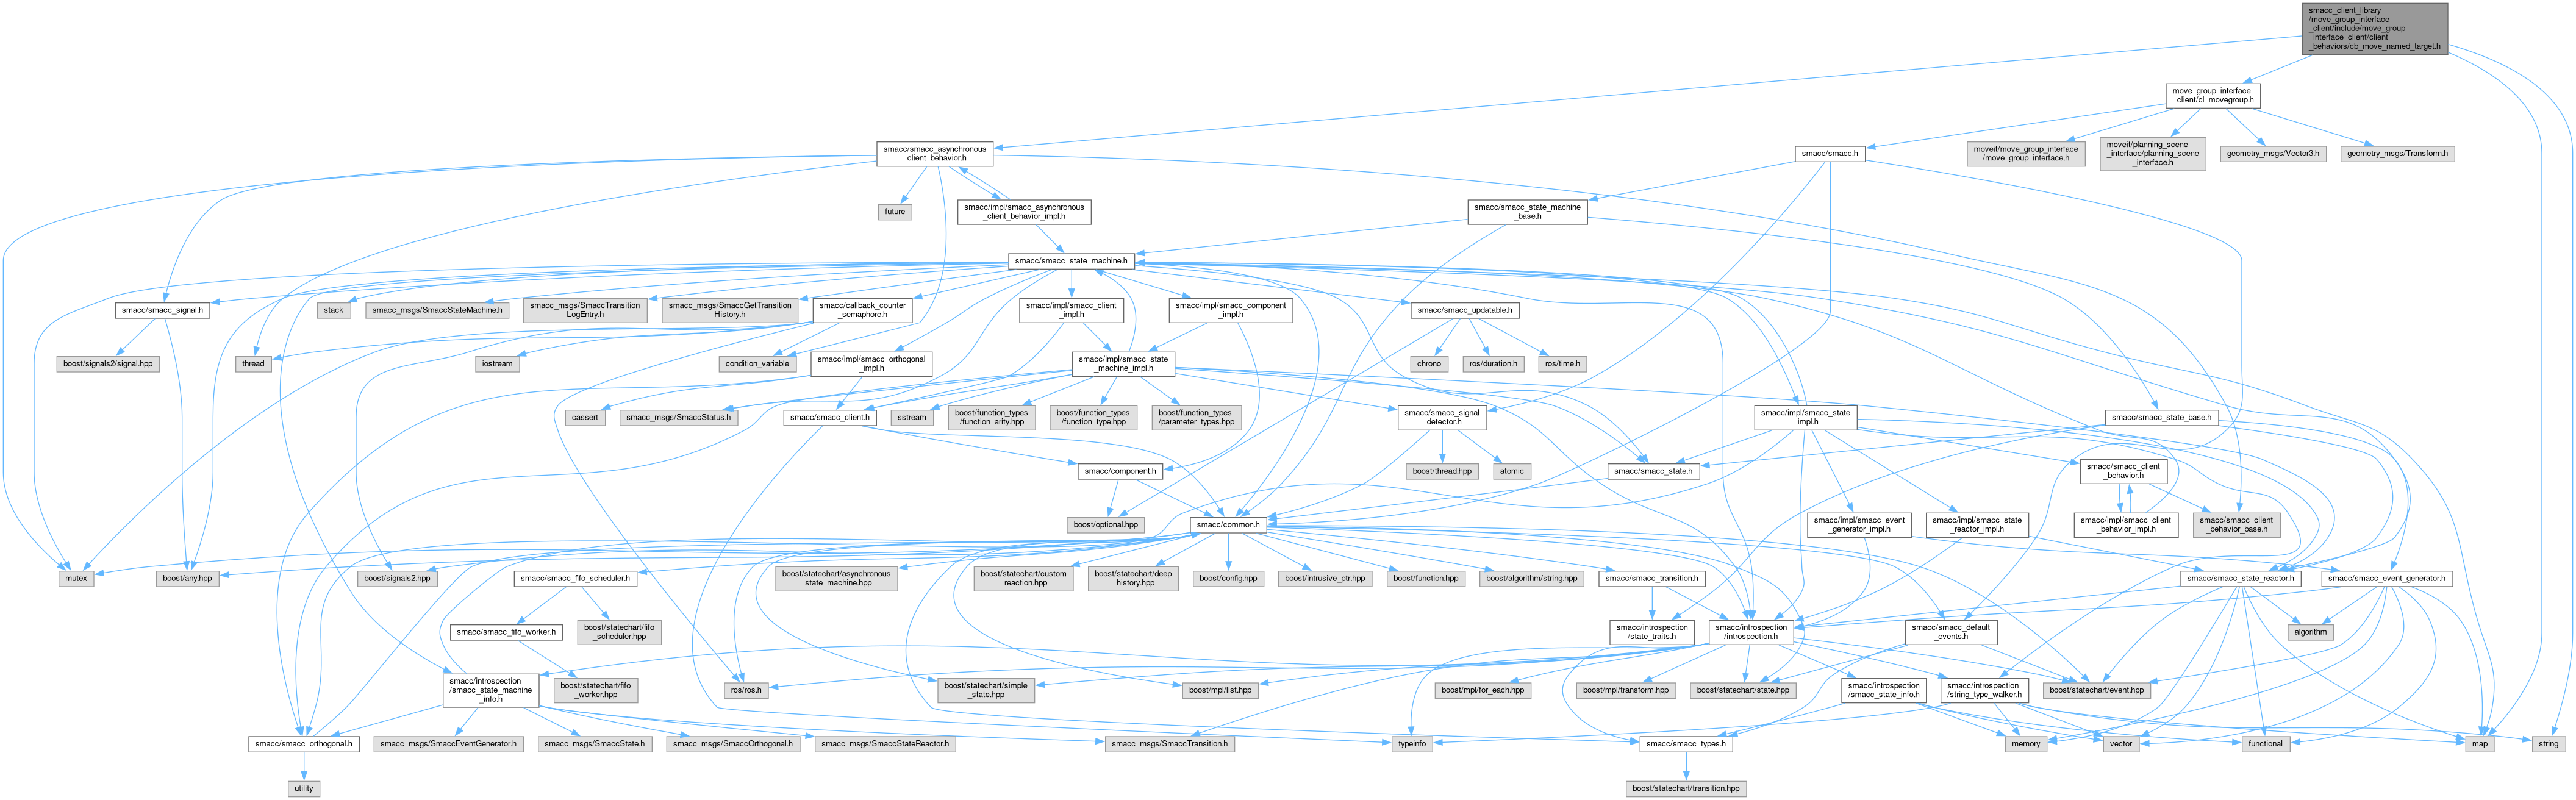 smacc_client_library
/move_group_interface
_client/include/move_group
_interface_client/client
_behaviors/cb_move_named_target.h
move_group_interface
_client/cl_movegroup.h
smacc/smacc_asynchronous
_client_behavior.h
smacc/smacc.h
moveit/move_group_interface
/move_group_interface.h
moveit/planning_scene
_interface/planning_scene
_interface.h
geometry_msgs/Vector3.h
geometry_msgs/Transform.h
future
smacc/impl/smacc_asynchronous
_client_behavior_impl.h
smacc/smacc_state_machine
_base.h
smacc/smacc_state_machine.h
smacc/smacc_signal.h
stack
smacc_msgs/SmaccStateMachine.h
smacc_msgs/SmaccTransition
LogEntry.h
smacc_msgs/SmaccGetTransition
History.h
smacc/callback_counter
_semaphore.h
smacc/impl/smacc_client
_impl.h
smacc/impl/smacc_component
_impl.h
smacc/smacc_updatable.h
boost/signals2/signal.hpp
thread
iostream
condition_variable
smacc/impl/smacc_orthogonal
_impl.h
smacc/impl/smacc_state
_machine_impl.h
chrono
ros/duration.h
ros/time.h
cassert
smacc_msgs/SmaccStatus.h
smacc/smacc_client.h
sstream
boost/function_types
/function_arity.hpp
boost/function_types
/function_type.hpp
boost/function_types
/parameter_types.hpp
smacc/smacc_signal
_detector.h
smacc/impl/smacc_state
_impl.h
smacc/smacc_state_base.h
smacc/component.h
boost/thread.hpp
atomic
smacc/smacc_state.h
smacc/smacc_client
_behavior.h
boost/optional.hpp
smacc/common.h
smacc/impl/smacc_event
_generator_impl.h
smacc/impl/smacc_state
_reactor_impl.h
smacc/impl/smacc_client
_behavior_impl.h
smacc/smacc_client
_behavior_base.h
mutex
boost/any.hpp
boost/signals2.hpp
smacc/smacc_fifo_scheduler.h
boost/statechart/asynchronous
_state_machine.hpp
boost/statechart/custom
_reaction.hpp
boost/statechart/deep
_history.hpp
boost/config.hpp
boost/intrusive_ptr.hpp
boost/function.hpp
boost/algorithm/string.hpp
smacc/smacc_transition.h
smacc/smacc_state_reactor.h
smacc/smacc_event_generator.h
smacc/smacc_fifo_worker.h
boost/statechart/fifo
_scheduler.hpp
smacc/introspection
/state_traits.h
smacc/introspection
/introspection.h
smacc/smacc_default
_events.h
algorithm
smacc/introspection
/smacc_state_machine
_info.h
boost/statechart/fifo
_worker.hpp
ros/ros.h
boost/statechart/simple
_state.hpp
boost/mpl/list.hpp
boost/mpl/for_each.hpp
boost/mpl/transform.hpp
boost/statechart/state.hpp
smacc/introspection
/smacc_state_info.h
smacc/introspection
/string_type_walker.h
boost/statechart/event.hpp
smacc/smacc_orthogonal.h
smacc_msgs/SmaccEventGenerator.h
smacc_msgs/SmaccState.h
smacc_msgs/SmaccOrthogonal.h
smacc_msgs/SmaccStateReactor.h
smacc_msgs/SmaccTransition.h
typeinfo
smacc/smacc_types.h
memory
vector
functional
map
string
utility
boost/statechart/transition.hpp